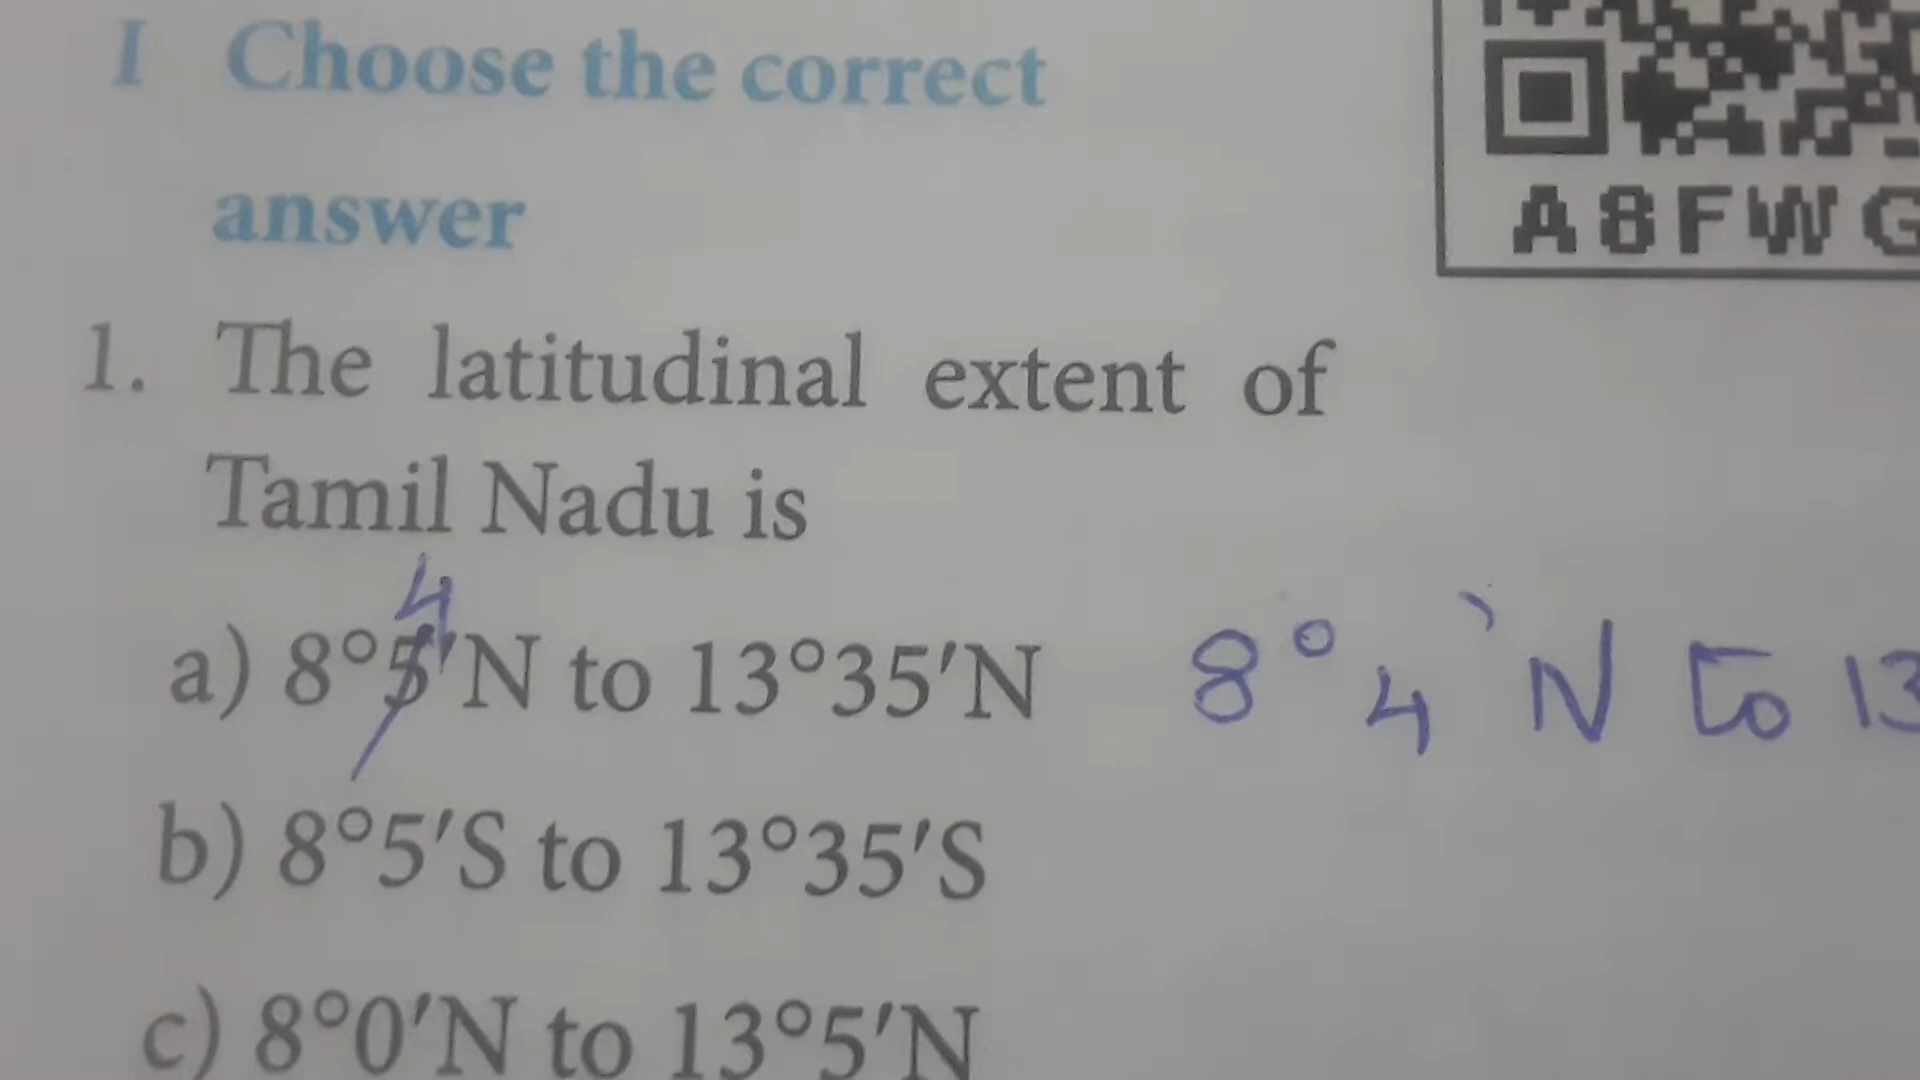 I Choose the correct
A8FWG
answer
1. The latitudinal extent of
Tamil Nadu is
4
a) 8°5'N to 13°35'N 8°4`N to 13
b) 8°5'S to 13°35'S
c) 8°0'N to 13°5'N